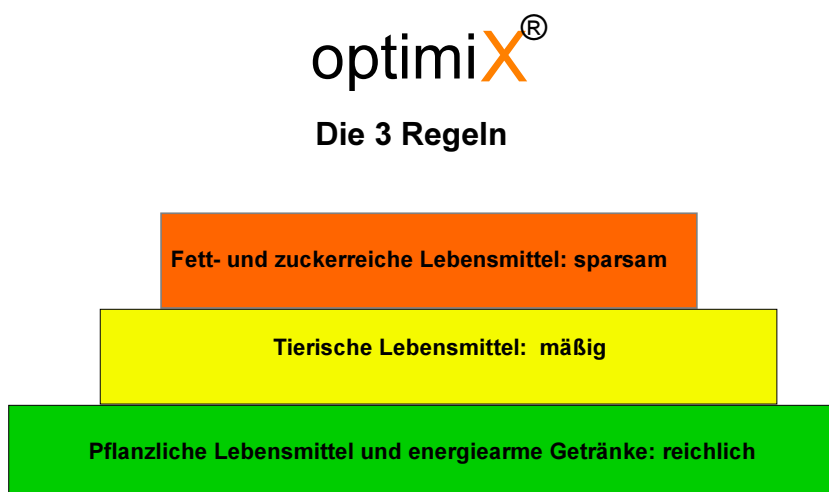 optimiX®
Die 3 Regeln
Fett- und zuckerreiche Lebensmittel: sparsam
Tierische Lebensmittel: mäßig
Pflanzliche Lebensmittel und energiearme Getränke: reichlich